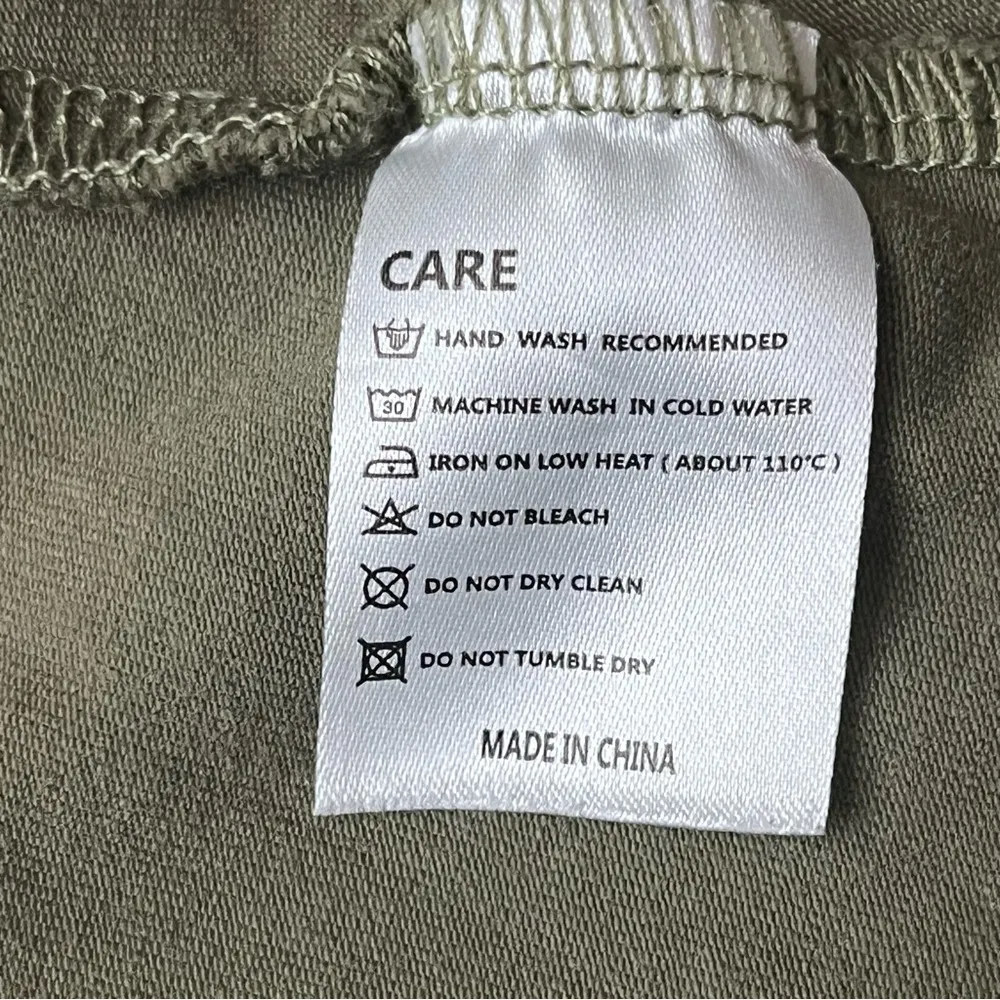 CARE
HAND WASH RECOMMENDED
30 MACHINE WASH IN COLD WATER
IRON ON LOW HEAT ( ABOUT 110°C )
DO NOT BLEACH
DO NOT DRY CLEAN
DO NOT TUMBLE DRY
MADE IN CHINA